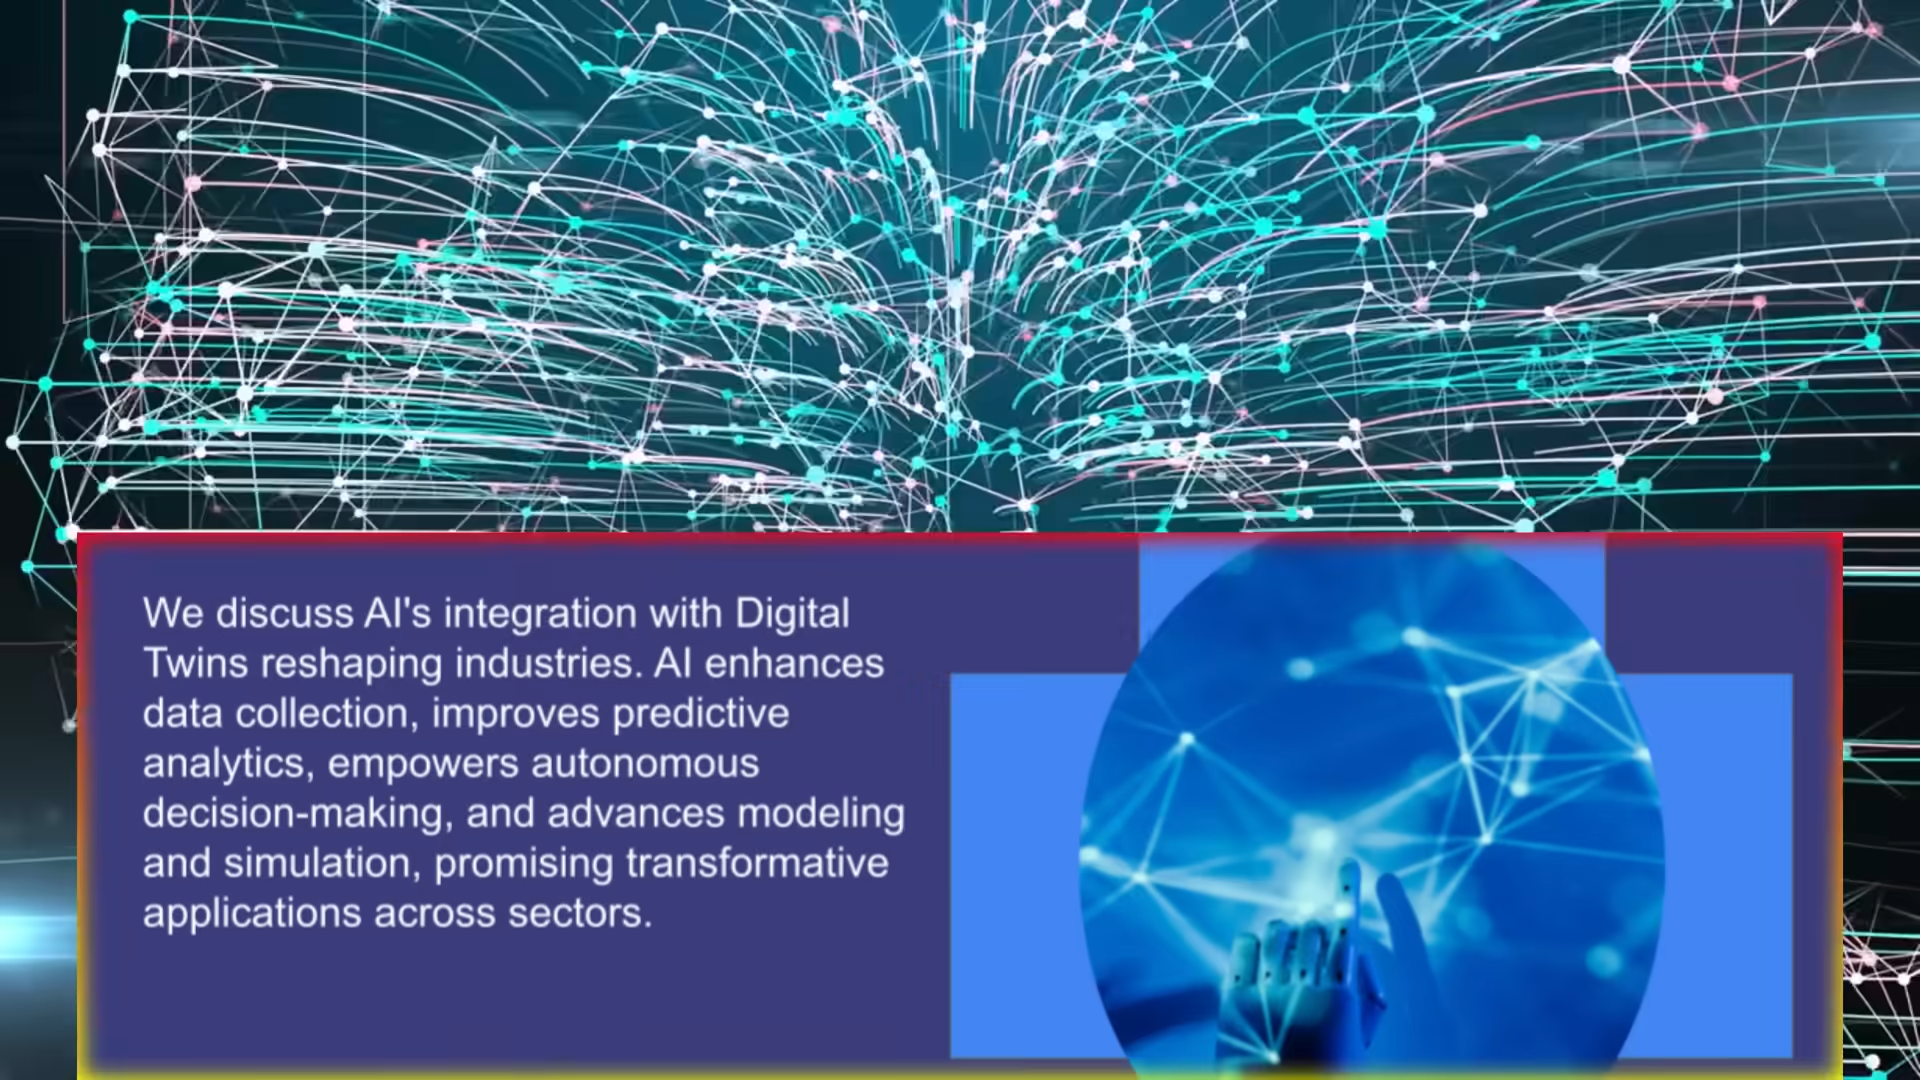 We discuss AI's integration with Digital
Twins reshaping industries. AI enhances
data collection, improves predictive
analytics, empowers autonomous
decision-making, and advances modeling
and simulation, promising transformative
applications across sectors.